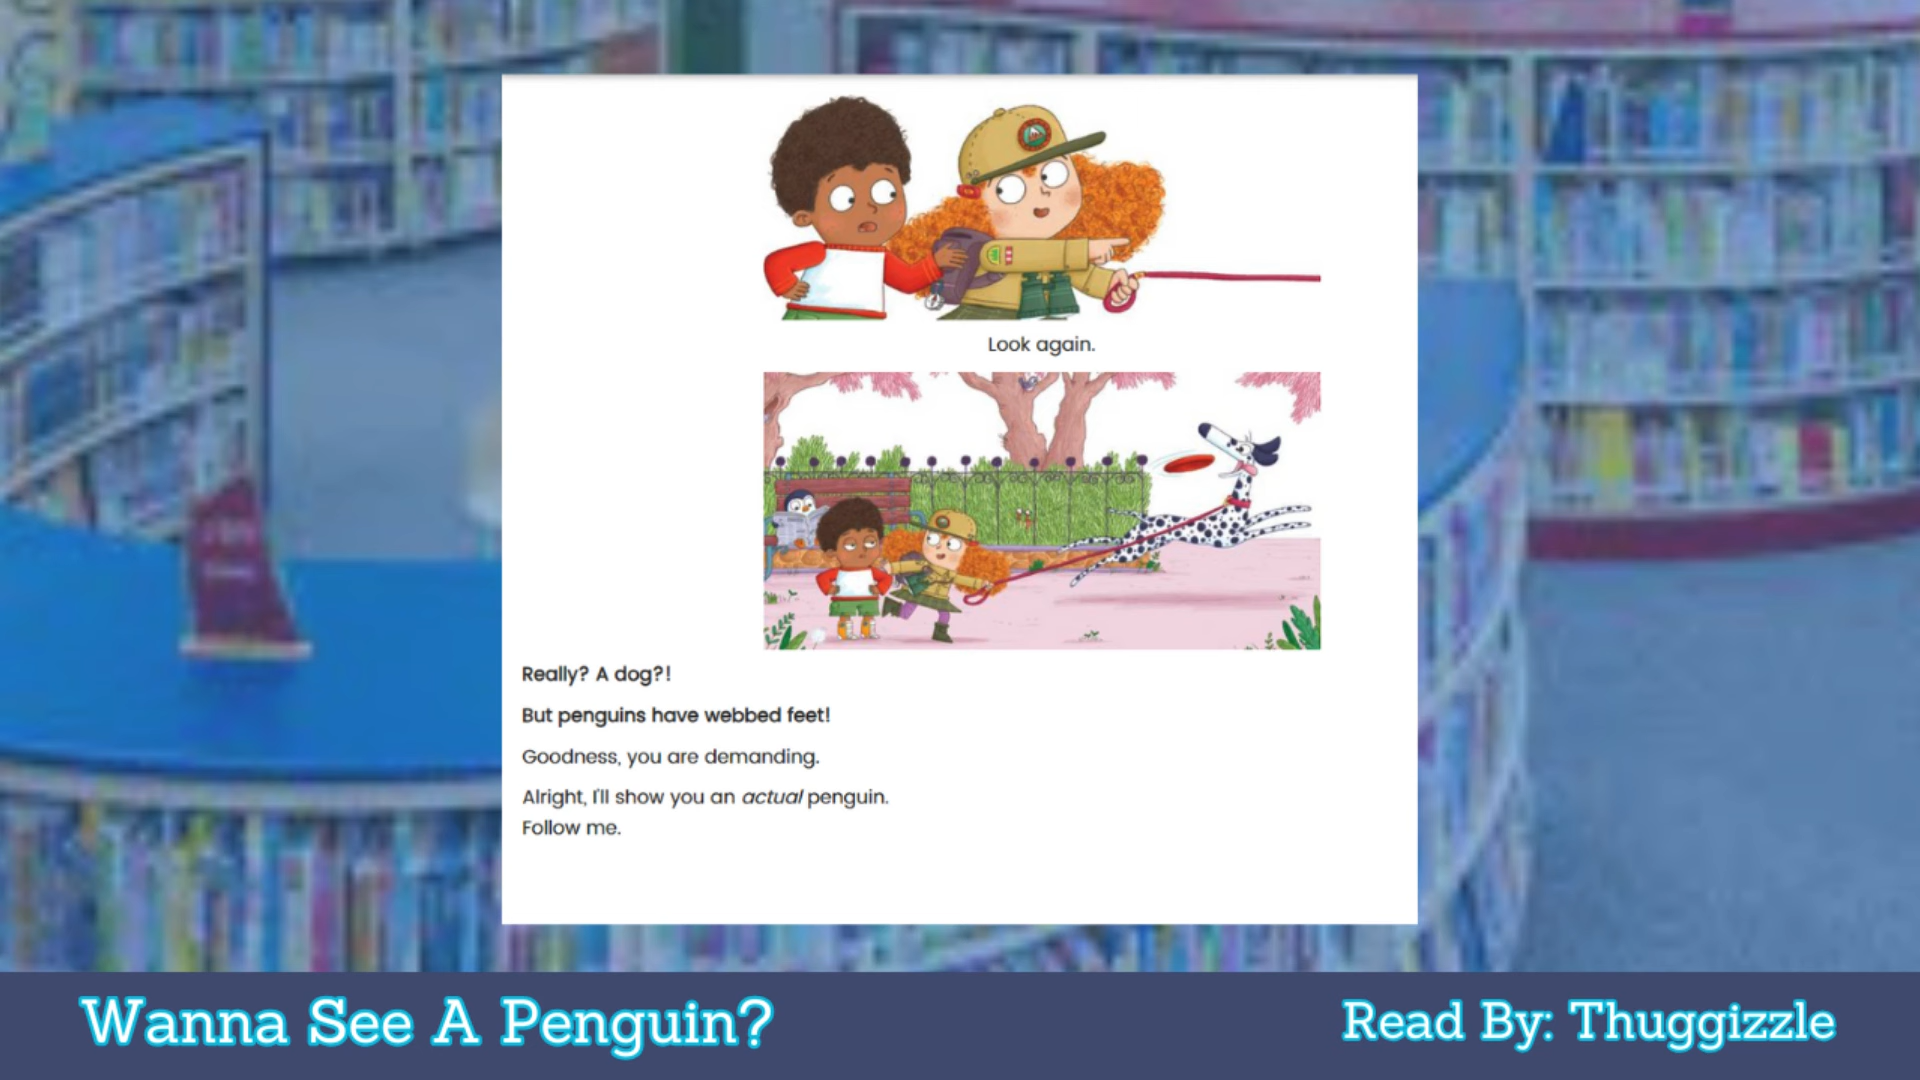 Look again.
Really? A dog?!
But penguins have webbed feet!
Goodness, you are demanding.
Alright, I'll show you an actual penguin.
Follow me.
Wanna See A Penguin?
Read By: Thuggizzle